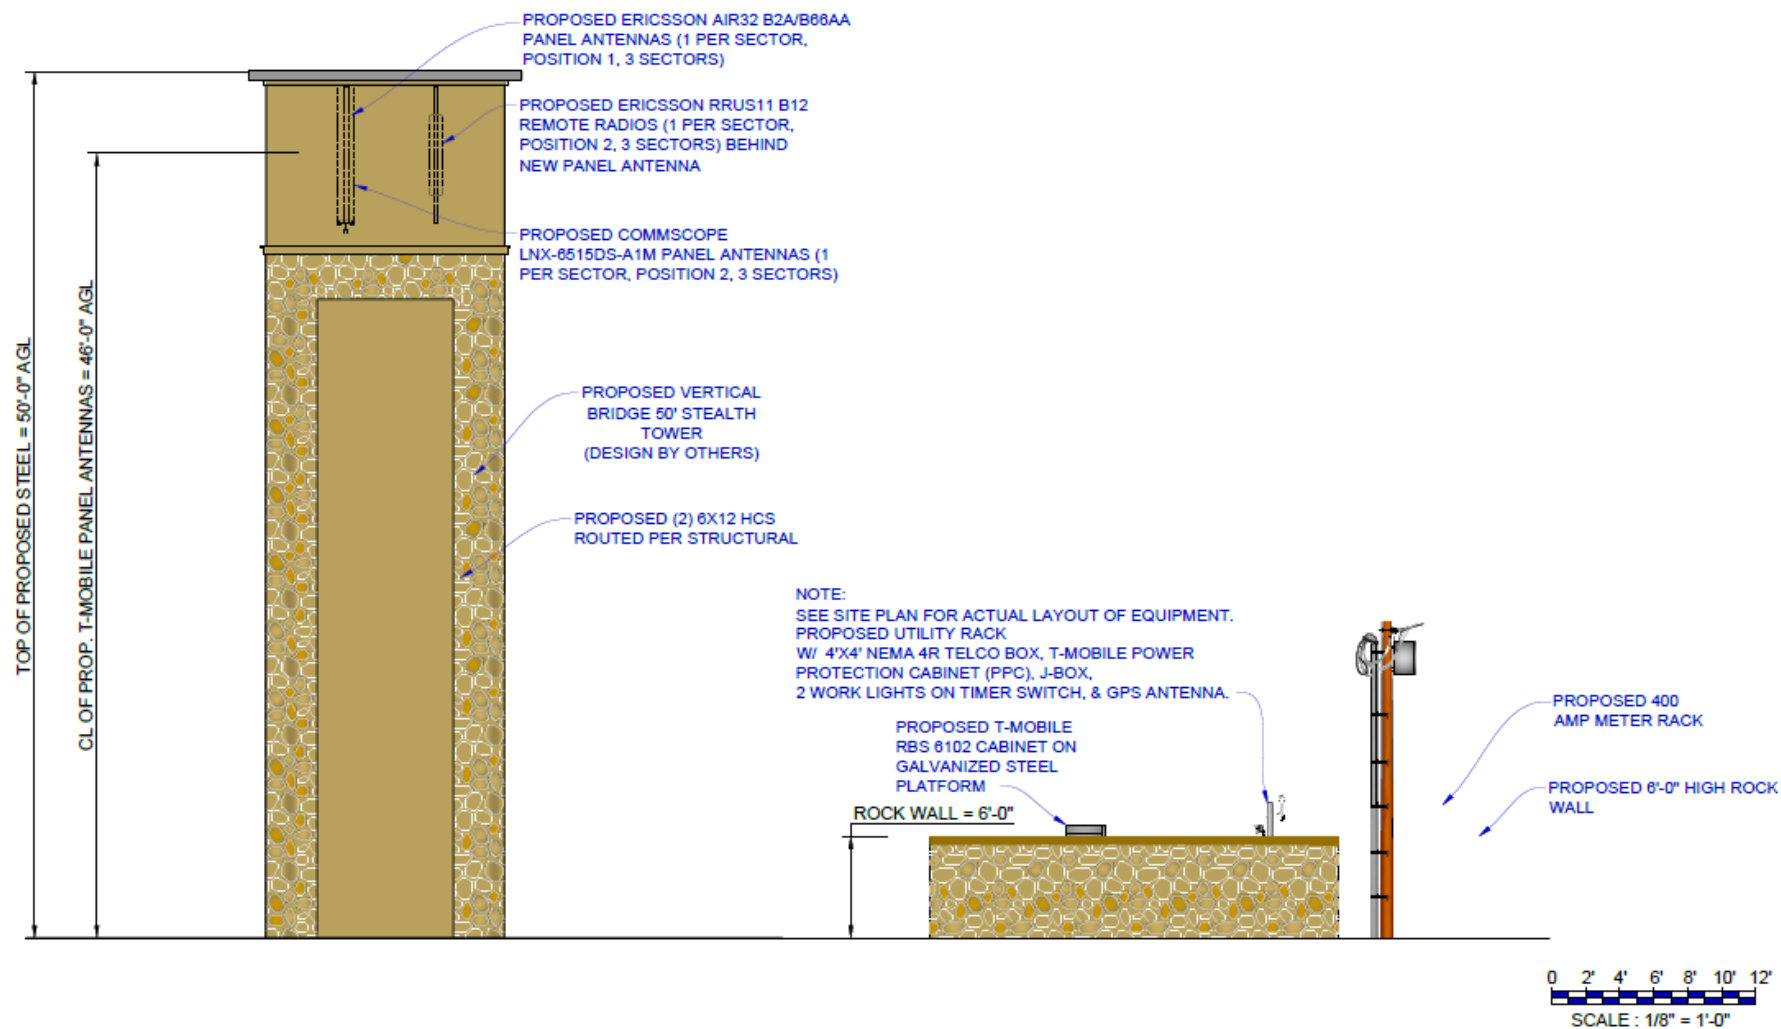 PROPOSED ERICSSON AIR32 B2A/B66AA
PANEL ANTENNAS (1 PER SECTOR,
POSITION 1, 3 SECTORS)
PROPOSED ERICSSON RRUS11 B12
REMOTE RADIOS (1 PER SECTOR,
POSITION 2, 3 SECTORS) BEHIND
NEW PANEL ANTENNA
PROPOSED COMMSCOPE
LNX-6515DS-A1M PANEL ANTENNAS (1
PER SECTOR, POSITION 2, 3 SECTORS)
TOP OF PROPOSED STEEL = 50'-0" AGL
CL OF PROP. T-MOBILE PANEL ANTENNAS = 46'-0" AGL
PROPOSED VERTICAL
BRIDGE 50' STEALTH
TOWER
(DESIGN BY OTHERS)
PROPOSED (2) 6X12 HCS
ROUTED PER STRUCTURAL
NOTE:
SEE SITE PLAN FOR ACTUAL LAYOUT OF EQUIPMENT.
PROPOSED UTILITY RACK
W/ 4'X4' NEMA 4R TELCO BOX, T-MOBILE POWER
PROTECTION CABINET (PPC), J-BOX,
2 WORK LIGHTS ON TIMER SWITCH, & GPS ANTENNA.
PROPOSED T-MOBILE
RBS 6102 CABINET ON
GALVANIZED STEEL
PLATFORM
ROCK WALL = 6'-0"
PROPOSED 400
AMP METER RACK
PROPOSED 6'-0" HIGH ROCK
WALL
0 2' 4' 6' 8' 10' 12'
SCALE : 1/8" = 1'-0"